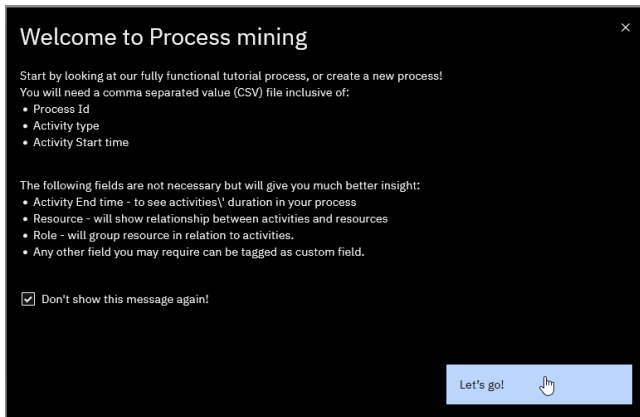 Welcome to Process mining
Start by looking at our fully functional tutorial process, or create a new process!
You will need a comma separated value (CSV) file inclusive of:
• Process Id
• Activity type
• Activity Start time
The following fields are not necessary but will give you much better insight:
• Activity End time - to see activities\' duration in your process
• Resource - will show relationship between activities and resources
• Role - will group resource in relation to activities.
• Any other field you may require can be tagged as custom field.
Don't show this message again!
Let's go!